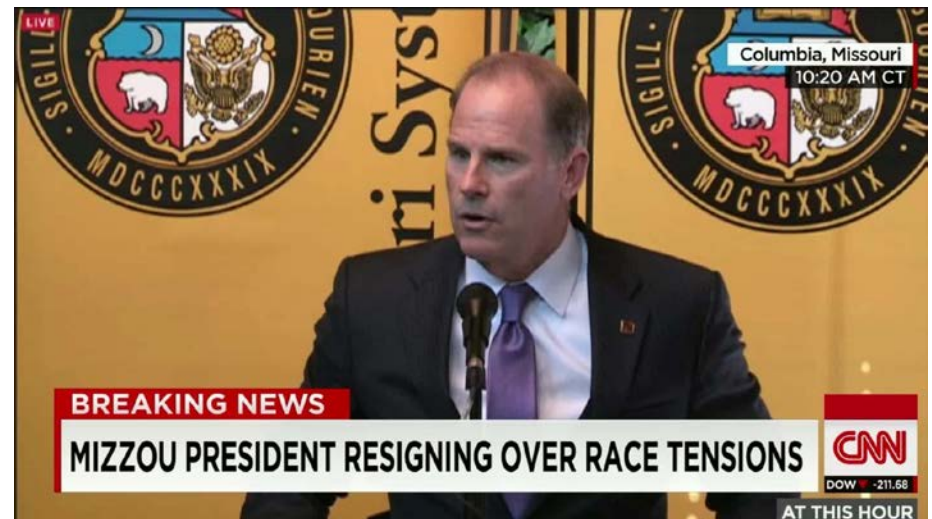 LIVE
SIGILL
OURIEN
MDCCCXXXIX
ri Sys
Columbia, Missouri
10:20 AM CT
SIGILL
OURIEN
MDCCCXXXIX
BREAKING NEWS
MIZZOU PRESIDENT RESIGNING OVER RACE TENSIONS
CNN
DOW ▼ -211.68
AT THIS HOUR